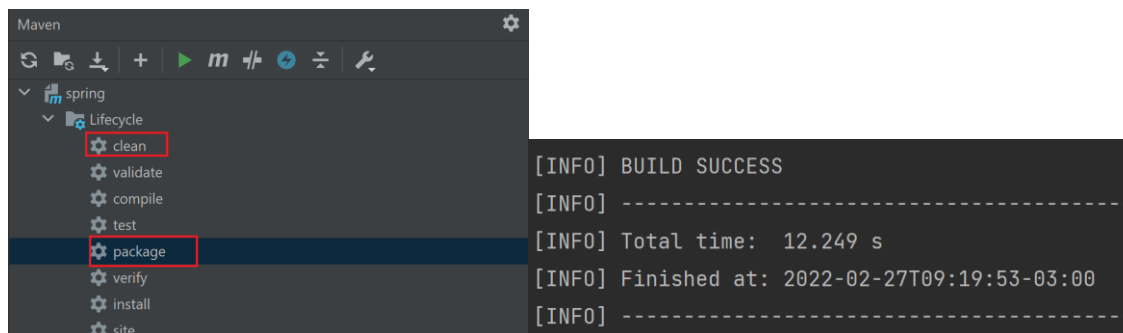 Maven
m
spring
Lifecycle
clean
validate
compile
test
package
verify
install
site
[INFO] BUILD SUCCESS
[INFO] ----------------------------------------
[INFO] Total time:  12.249 s
[INFO] Finished at: 2022-02-27T09:19:53-03:00
[INFO] ----------------------------------------